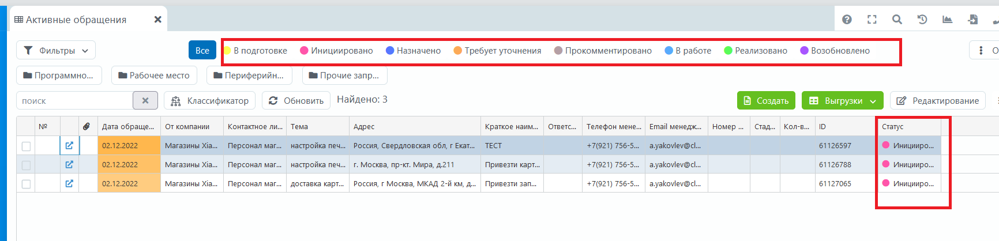 Активные обращения
Фильтры Все В подготовке Инициировано Назначено Требует уточнения Прокомментировано В работе Реализовано Возобновлено О
Программно... Рабочее место Периферийн... Прочие запр...
поиск Классификатор Обновить Найдено: 3 Создать Выгрузки Редактирование
№ Дата обраще... От компании Контактное ли... Тема Адрес Краткое наим... Ответс... Телефон мене... Email менедж... Номер ... Стад... Кол-в... ID Статус
02.12.2022 Магазины Xia... Персонал маг... настройка печ... Россия, Свердловская обл, г Екат... ТЕСТ +7(921) 756-5... a.yakovlev@cl... 61126597 Иницииро...
02.12.2022 Магазины Xia... Персонал маг... настройка печ... г. Москва, пр-кт. Мира, д.211 Привезти карт... +7(921) 756-5... a.yakovlev@cl... 61126788 Иницииро...
02.12.2022 Магазины Xia... Персонал маг... доставка карт... Россия, г Москва, МКАД 2-й км, д... Привезти зап... +7(921) 756-5... a.yakovlev@cl... 61127065 Иницииро...